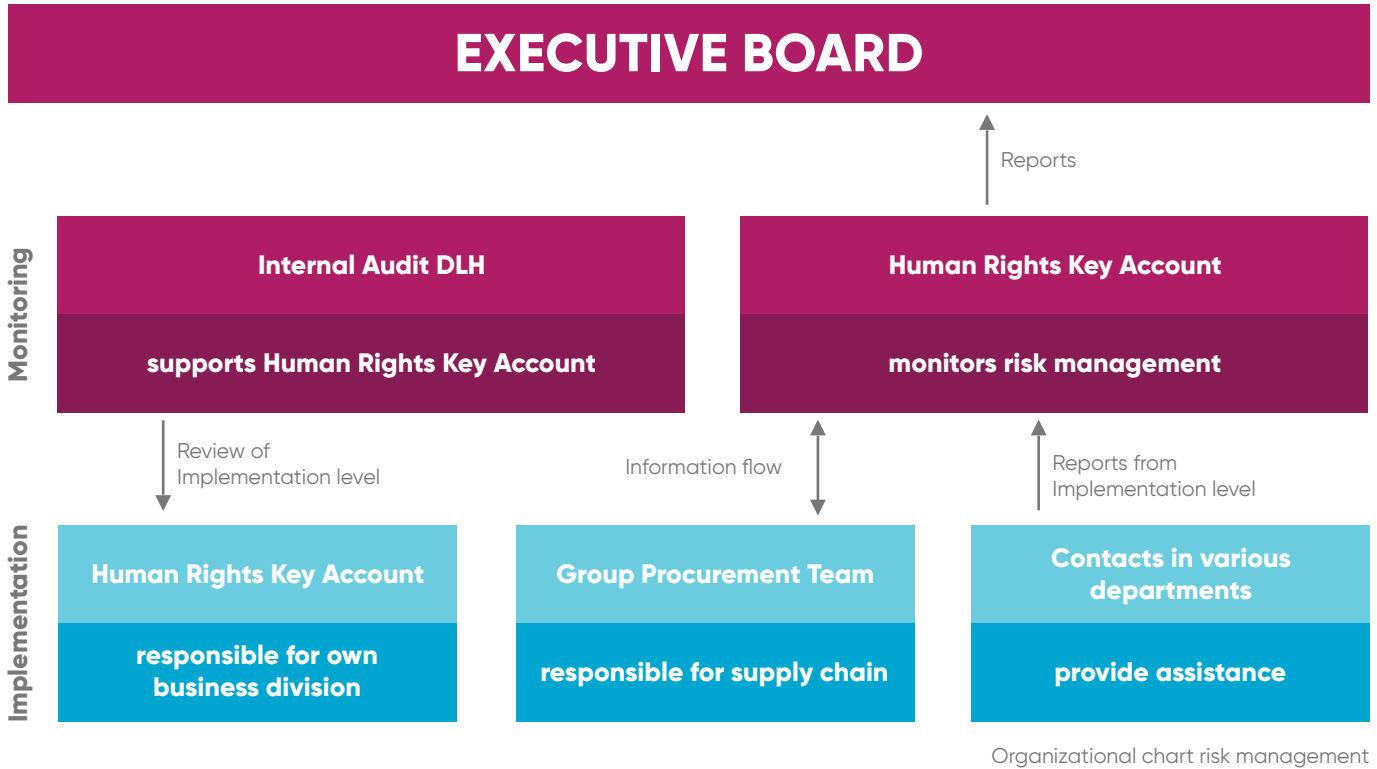 EXECUTIVE BOARD
Reports
Monitoring
Internal Audit DLH
supports Human Rights Key Account
Human Rights Key Account
monitors risk management
Review of
Implementation level
Information flow
Reports from
Implementation level
Implementation
Human Rights Key Account
responsible for own
business division
Group Procurement Team
responsible for supply chain
Contacts in various
departments
provide assistance
Organizational chart risk management